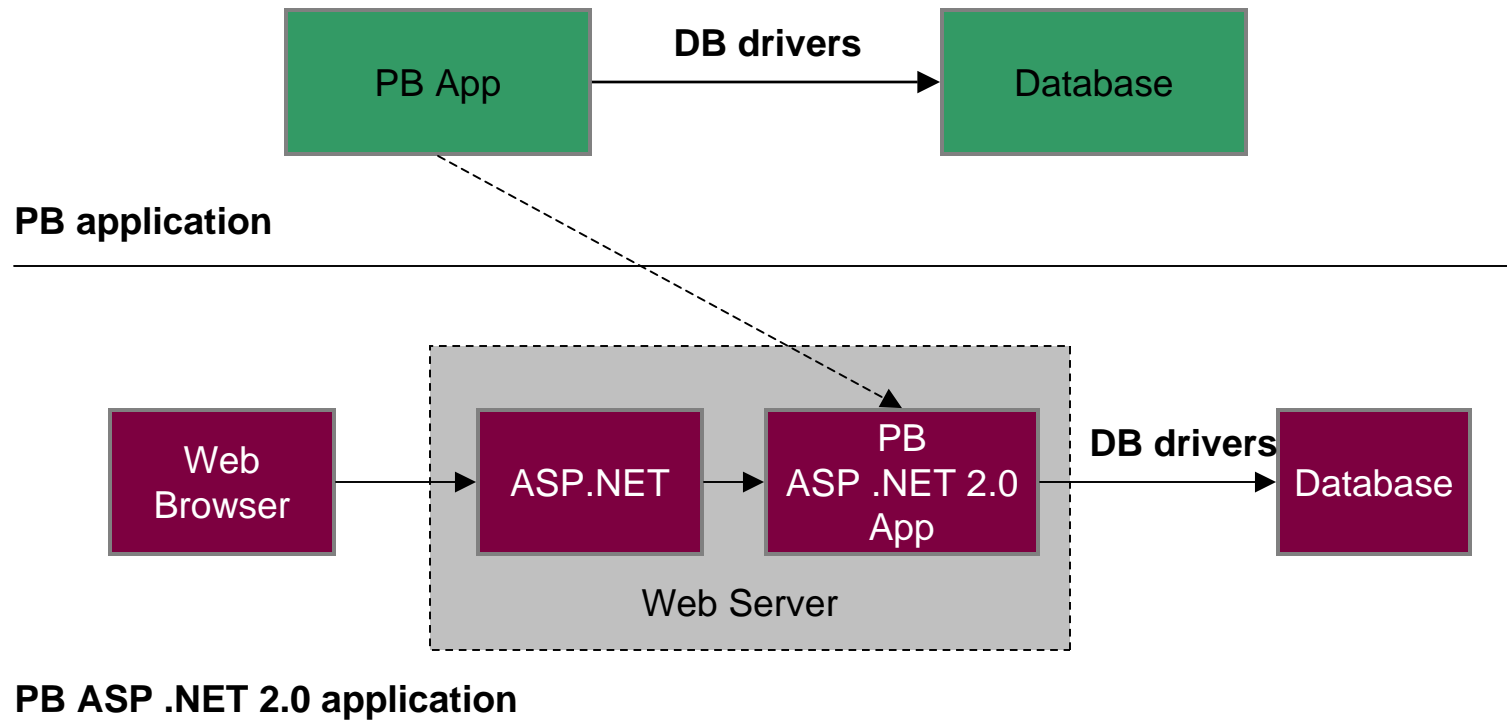 DB drivers
PB App
Database
PB application
Web
Browser
ASP.NET
PB
ASP .NET 2.0
App
DB drivers
Database
Web Server
PB ASP .NET 2.0 application